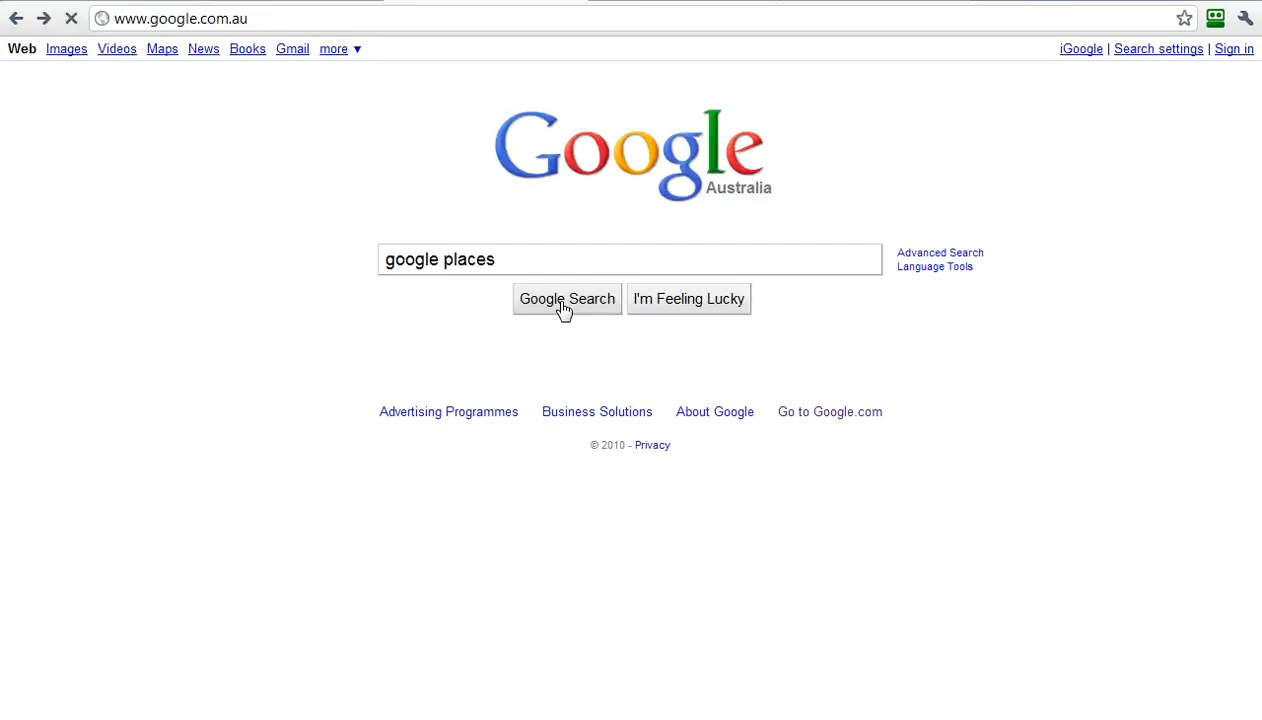 www.google.com.au
Web Images Videos Maps News Books Gmail more ▼ iGoogle | Search settings | Sign in
Google
Australia
google places
Advanced Search
Language Tools
Google Search I'm Feeling Lucky
Advertising Programmes Business Solutions About Google Go to Google.com
© 2010 - Privacy